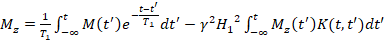 $M_z = \frac{1}{T_1} \int_{-\infty}^{t} M(t') e^{-\frac{t-t'}{T_1}} dt' - \gamma^2 {H_1}^2 \int_{-\infty}^{t} M_z(t') K(t,t') dt'$